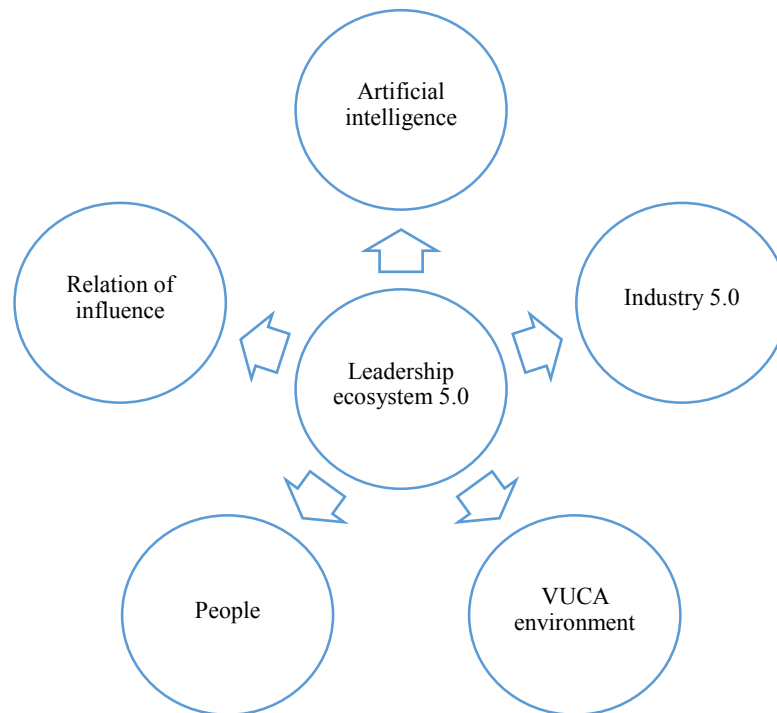 Artificial
intelligence
Relation of
influence
Industry 5.0
Leadership
ecosystem 5.0
People
VUCA
environment